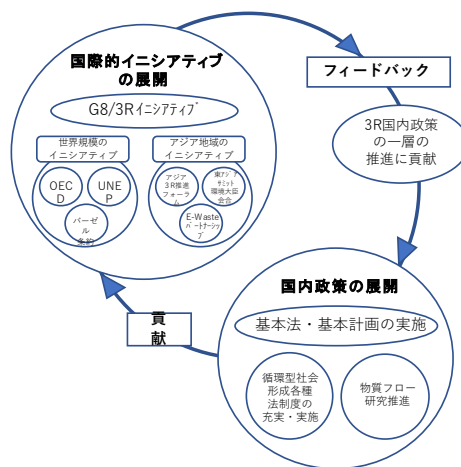 国際的イニシアティブ
の展開
G8/3Rイニシアティブ
世界規模の
イニシアティブ
OEC
D
UNE
P
バーゼ
ル
条約
アジア地域の
イニシアティブ
アジア
3R推進
フォーラ
ム
東アジア
サミット
環境大臣
会合
E-Waste
パートナーシッ
プ
フィードバック
3R国内政策
の一層の
推進に貢献
国内政策の展開
基本法・基本計画の実施
循環型社会
形成各種
法制度の
充実・実施
物質フロー
研究推進
貢
献